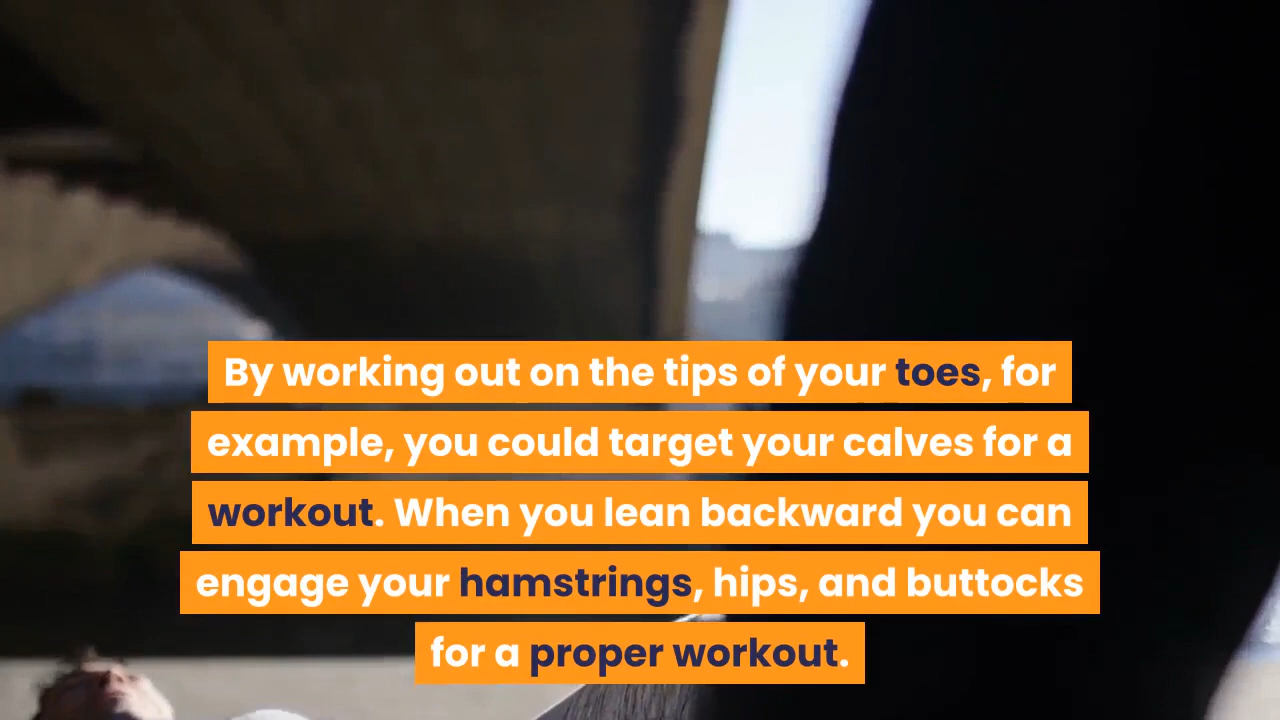 By working out on the tips of your toes, for
example, you could target your calves for a
workout. When you lean backward you can
engage your hamstrings, hips, and buttocks
for a proper workout.